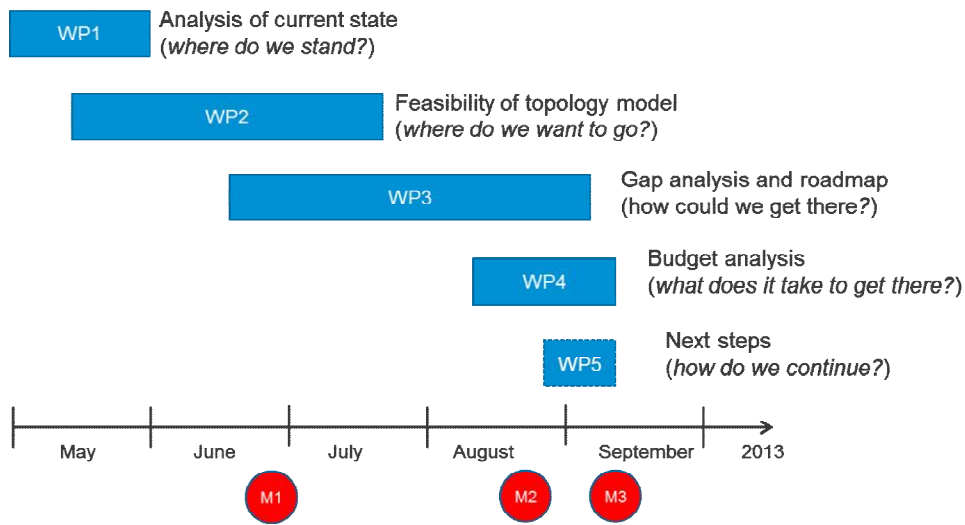 WP1
Analysis of current state
(where do we stand?)
WP2
Feasibility of topology model
(where do we want to go?)
WP3
Gap analysis and roadmap
(how could we get there?)
WP4
Budget analysis
(what does it take to get there?)
WP5
Next steps
(how do we continue?)
May June July August September 2013
M1 M2 M3